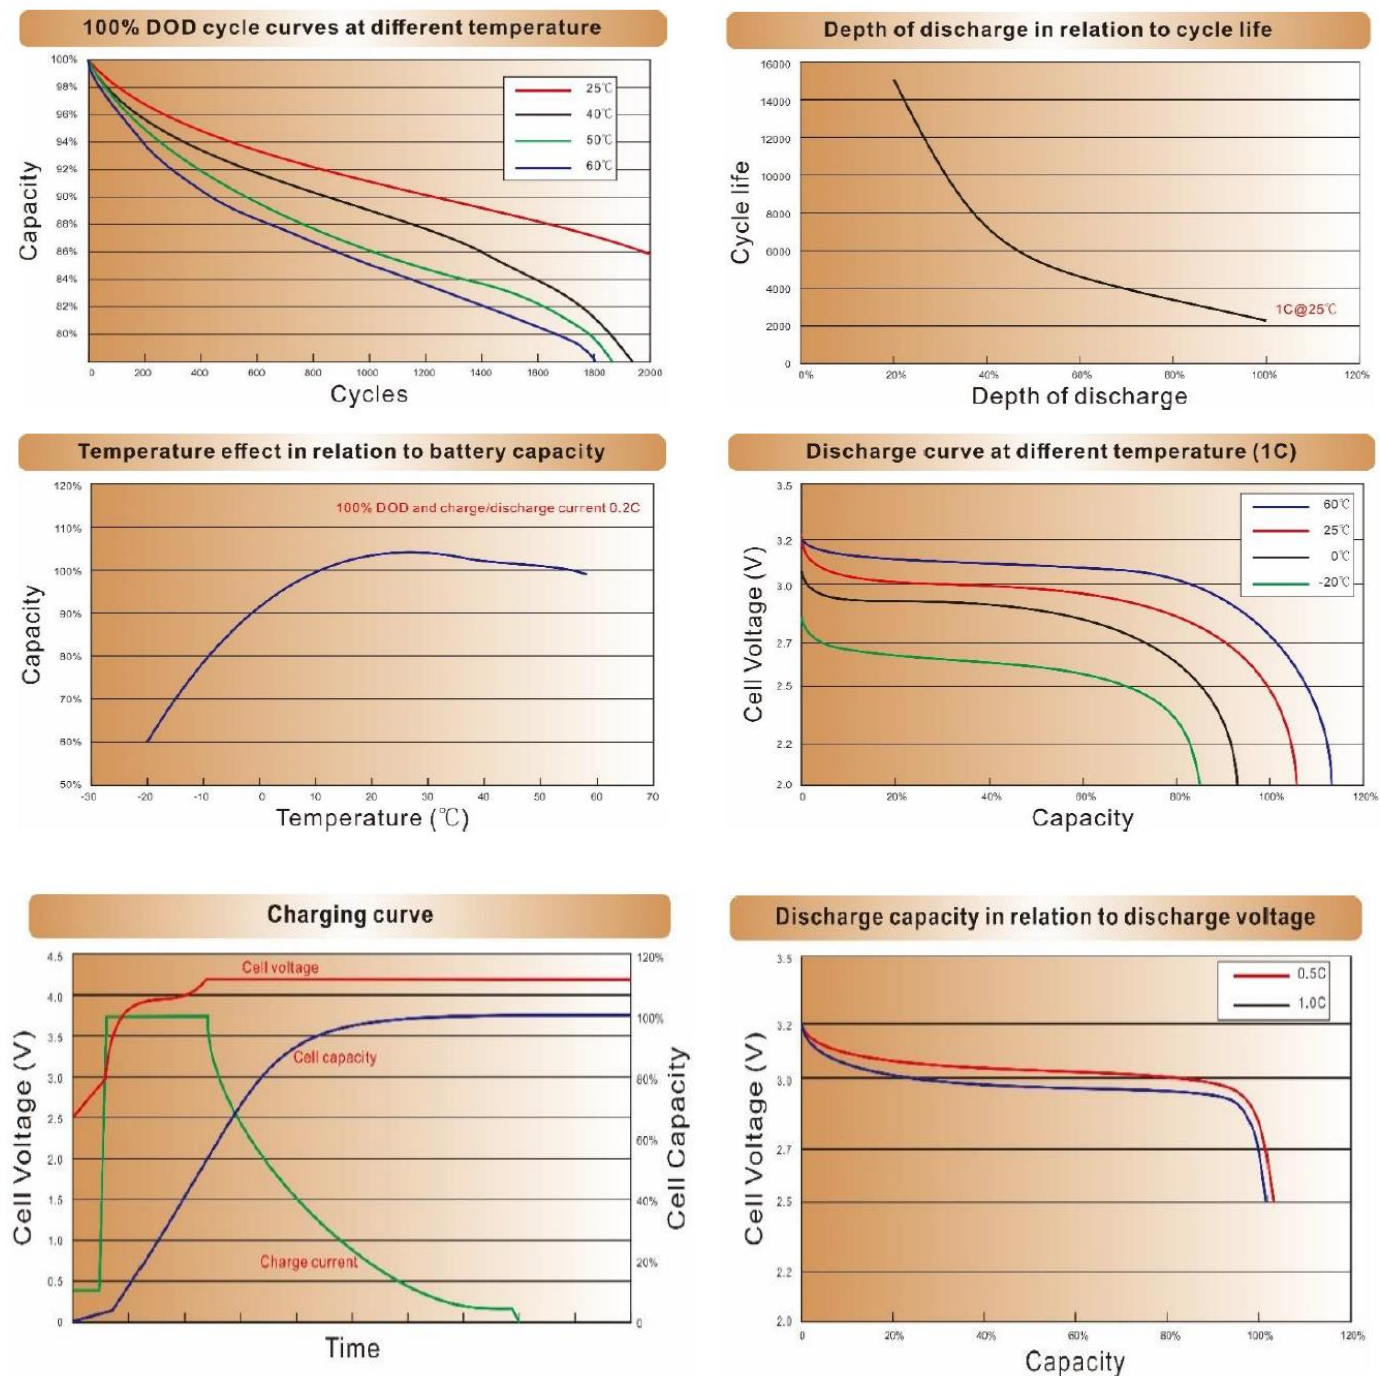 100% DOD cycle curves at different temperature
100%
98%
96%
94%
92%
90%
88%
86%
84%
82%
80%
Capacity
25℃
40℃
50℃
60℃
0 200 400 600 800 1000 1200 1400 1600 1800 2000
Cycles
Depth of discharge in relation to cycle life
16000
14000
12000
10000
8000
6000
4000
2000
0
Cycle life
1C@25℃
0% 20% 40% 60% 80% 100% 120%
Depth of discharge
Temperature effect in relation to battery capacity
120%
110%
100%
90%
80%
70%
60%
50%
Capacity
100% DOD and charge/discharge current 0.2C
-30 -20 -10 0 10 20 30 40 50 60 70
Temperature (℃)
Discharge curve at different temperature (1C)
3.5
3.2
3.0
2.7
2.5
2.2
2.0
Cell Voltage (V)
60℃
25℃
0℃
-20℃
0 20% 40% 60% 80% 100% 120%
Capacity
Charging curve
4.5
4.0
3.5
3.0
2.5
2.0
1.5
1.0
0.5
0
Cell Voltage (V)
Cell voltage
Cell capacity
Charge current
120%
100%
80%
60%
40%
20%
0
Cell Capacity
Time
Discharge capacity in relation to discharge voltage
3.5
3.2
3.0
2.7
2.5
2.2
2.0
Cell Voltage (V)
0.5C
1.0C
0 20% 40% 60% 80% 100% 120%
Capacity